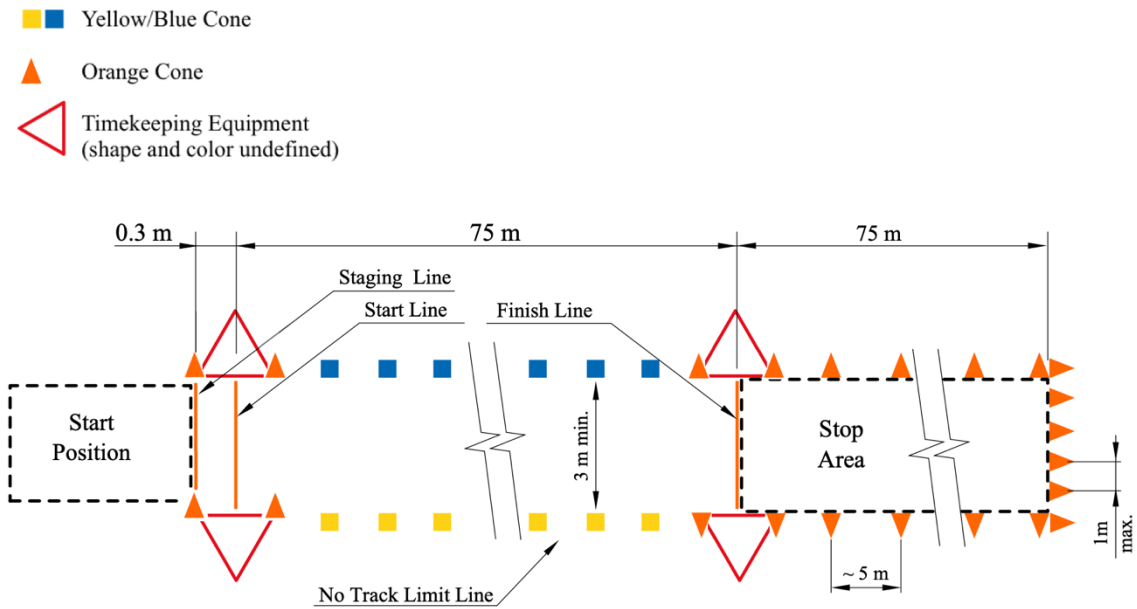 Yellow/Blue Cone
Orange Cone
Timekeeping Equipment
(shape and color undefined)
0.3 m
75 m
75 m
Staging Line
Start Line
Finish Line
Start
Position
3 m min.
Stop
Area
1m
max.
~ 5 m
No Track Limit Line